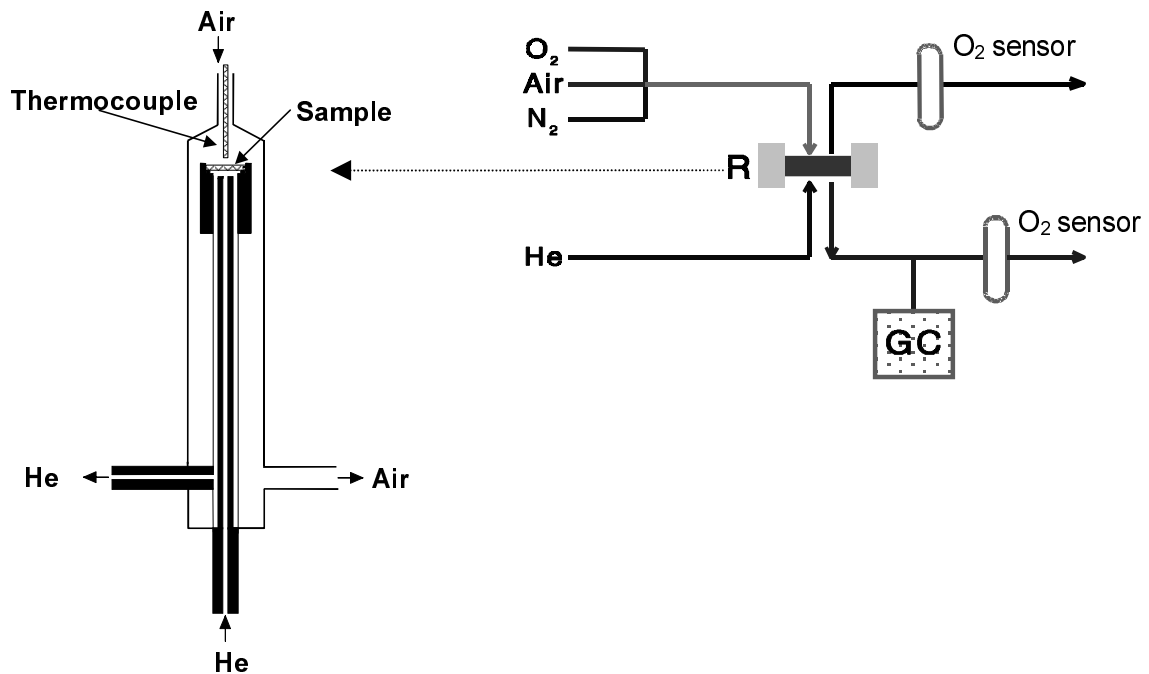 Air
Thermocouple
Sample
He
Air
He
O₂
Air
N₂
R
He
O₂ sensor
O₂ sensor
GC